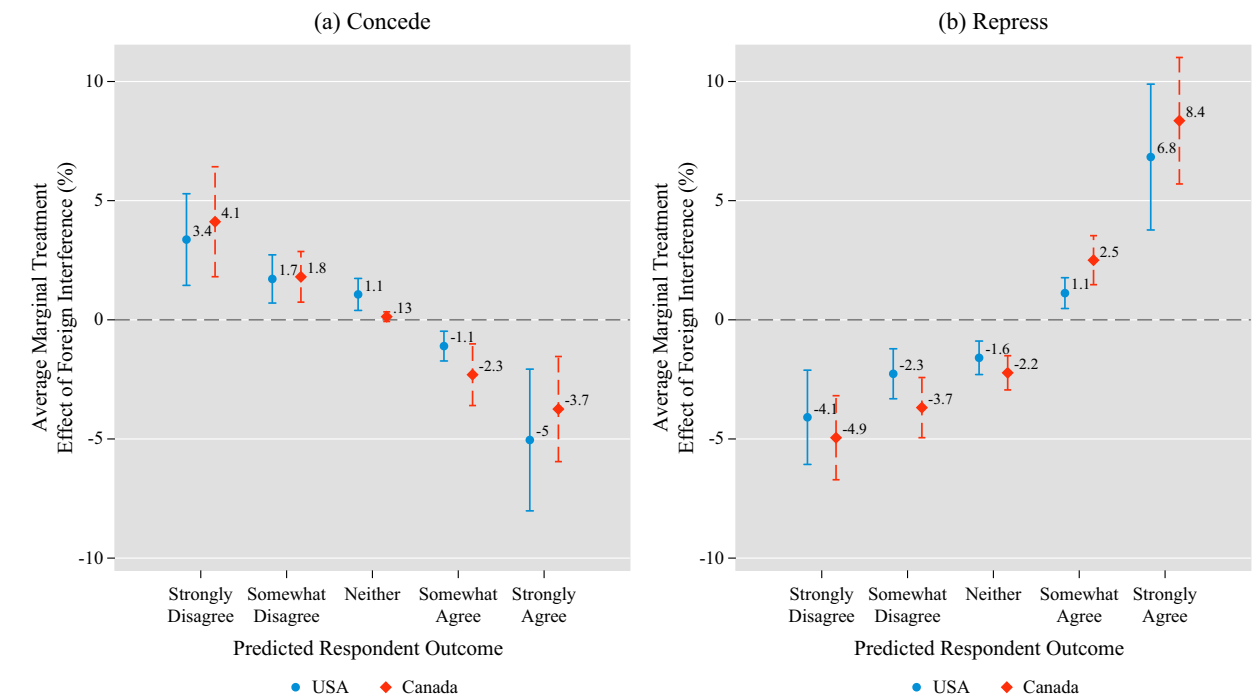 (a) Concede
Average Marginal Treatment
Effect of Foreign Interference (%)
10
5
0
-5
-10
3.4
4.1
1.7
1.8
1.1
.13
-1.1
-2.3
-5
-3.7
Strongly Disagree
Somewhat Disagree
Neither
Somewhat Agree
Strongly Agree
Predicted Respondent Outcome
USA
Canada
(b) Repress
Average Marginal Treatment
Effect of Foreign Interference (%)
10
5
0
-5
-10
-4.1
-4.9
-2.3
-3.7
-1.6
-2.2
1.1
2.5
6.8
8.4
Strongly Disagree
Somewhat Disagree
Neither
Somewhat Agree
Strongly Agree
Predicted Respondent Outcome
USA
Canada